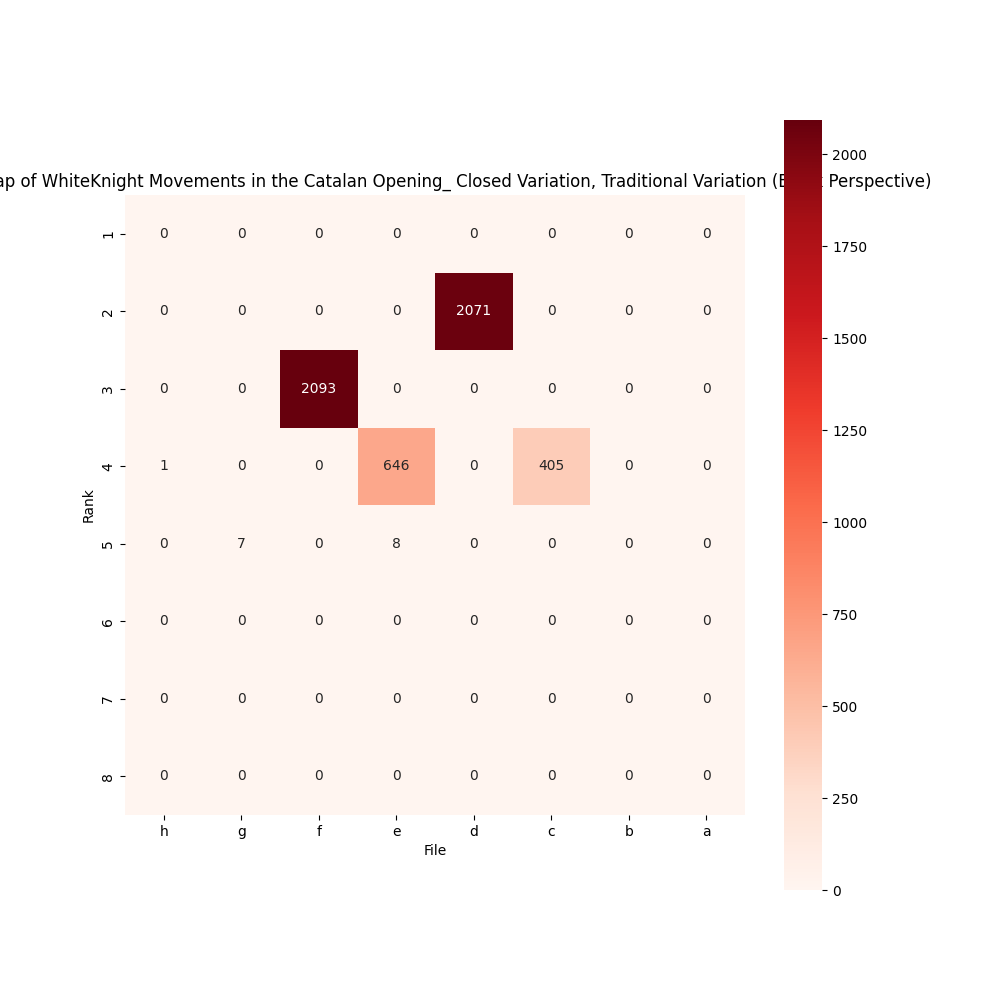 ap of WhiteKnight Movements in the Catalan Opening_ Closed Variation, Traditional Variation (B Perspective)
1 0 0 0 0 0 0 0 0
2 0 0 0 0 2071 0 0 0
3 0 0 2093 0 0 0 0 0
4 1 0 0 646 0 405 0 0
5 0 7 0 8 0 0 0 0
6 0 0 0 0 0 0 0 0
7 0 0 0 0 0 0 0 0
8 0 0 0 0 0 0 0 0
Rank
h g f e d c b a
File
2000
1750
1500
1250
1000
750
500
250
0